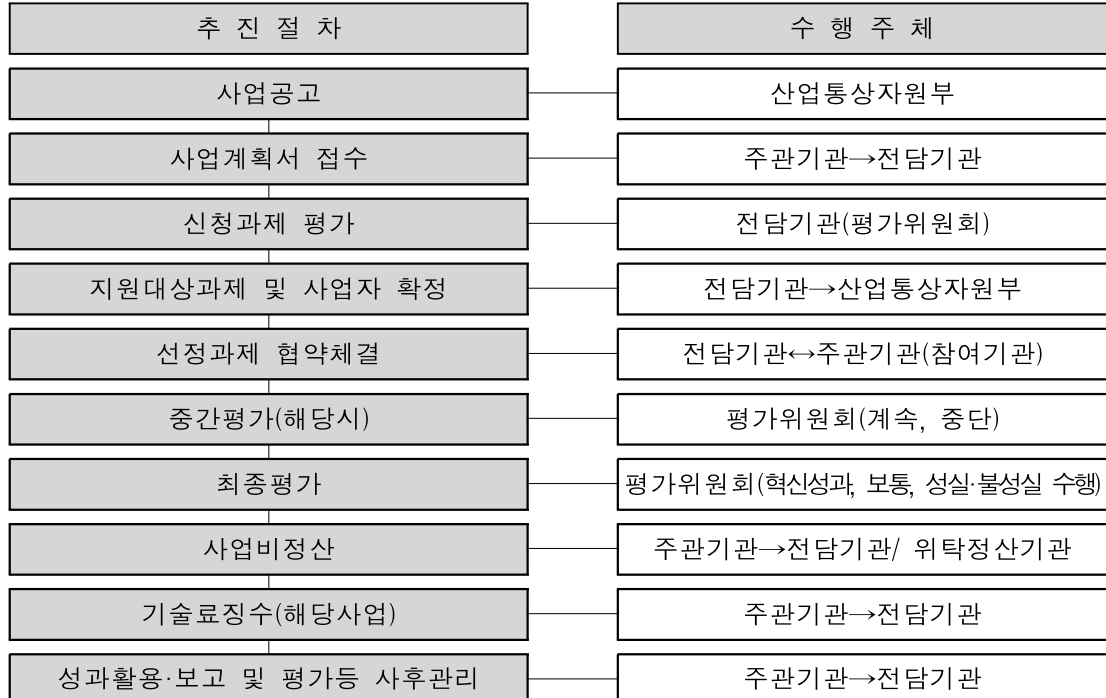 추 진 절 차
수 행 주 체
사업공고
산업통상자원부
사업계획서 접수
주관기관→전담기관
신청과제 평가
전담기관(평가위원회)
지원대상과제 및 사업자 확정
전담기관→산업통상자원부
선정과제 협약체결
전담기관↔주관기관(참여기관)
중간평가(해당시)
평가위원회(계속, 중단)
최종평가
평가위원회(혁신성과, 보통, 성실·불성실 수행)
사업비정산
주관기관→전담기관/ 위탁정산기관
기술료징수(해당사업)
주관기관→전담기관
성과활용·보고 및 평가등 사후관리
주관기관→전담기관